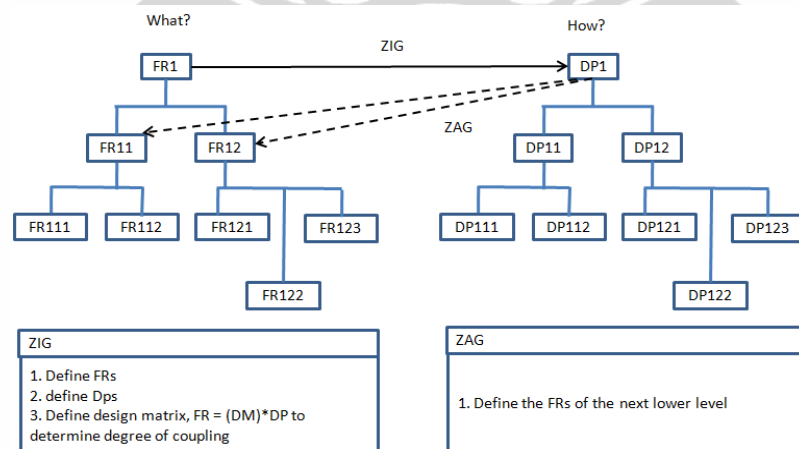 What?
How?
ZIG
FR1
DP1
ZAG
FR11
FR12
DP11
DP12
FR111
FR112
FR121
FR123
DP111
DP112
DP121
DP123
FR122
DP122
ZIG
1. Define FRs
2. define Dps
3. Define design matrix, FR = (DM)*DP to
determine degree of coupling
ZAG
1. Define the FRs of the next lower level